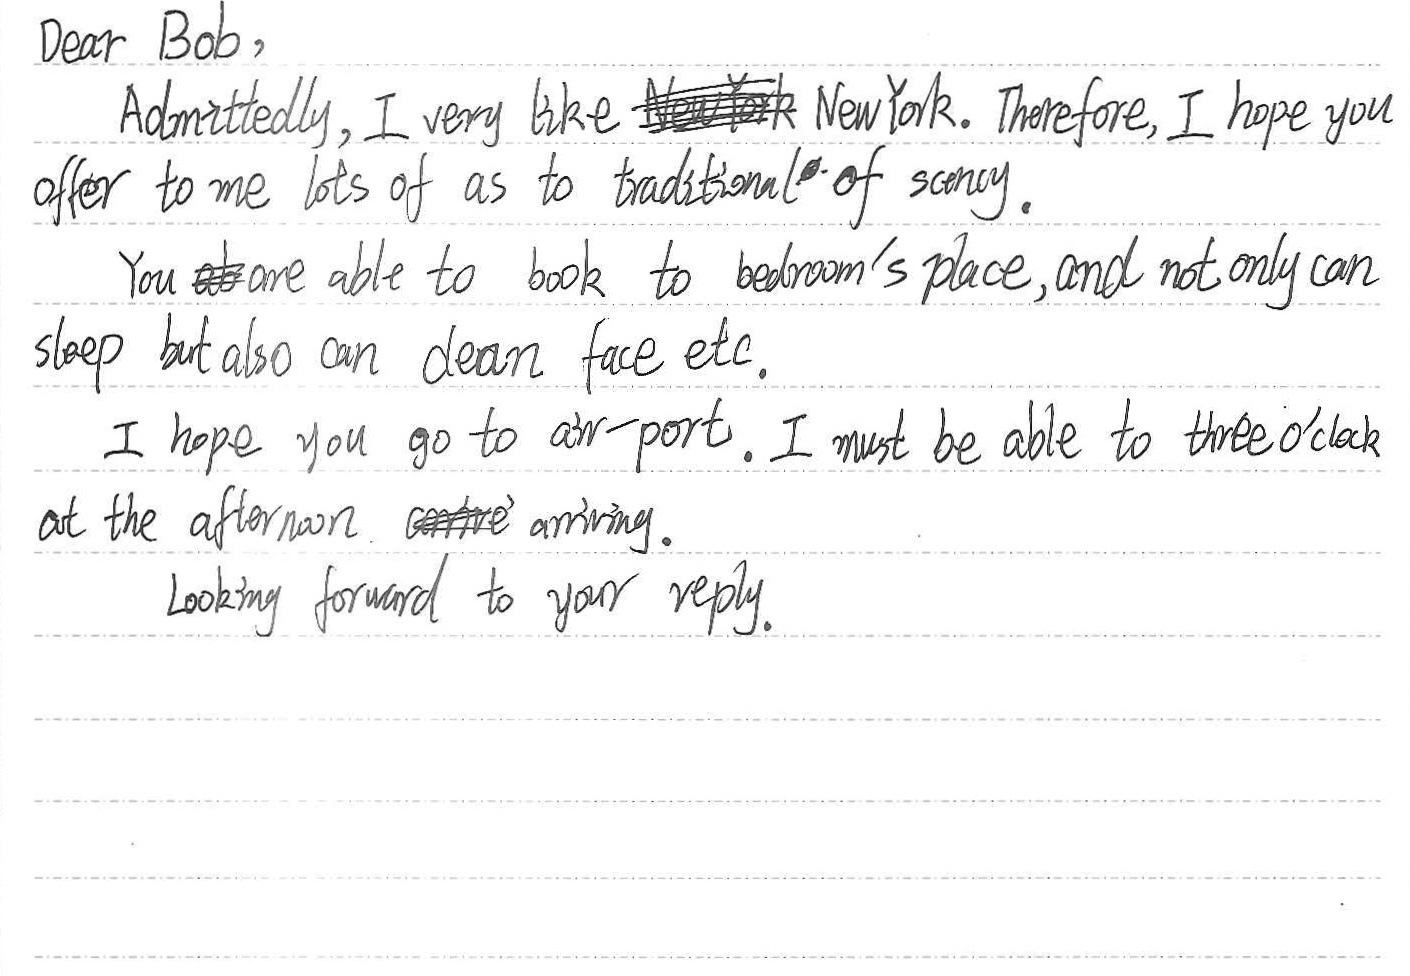 Dear Bob,
Admittedly, I very like New York. Therefore, I hope you
offer to me lots of as to traditional of scency.
You are able to book to bedroom's place, and not only can
sleep but also can clean face etc.
I hope you go to air-port. I must be able to three o'clock
at the afternoon arriving.
Looking forward to your reply.